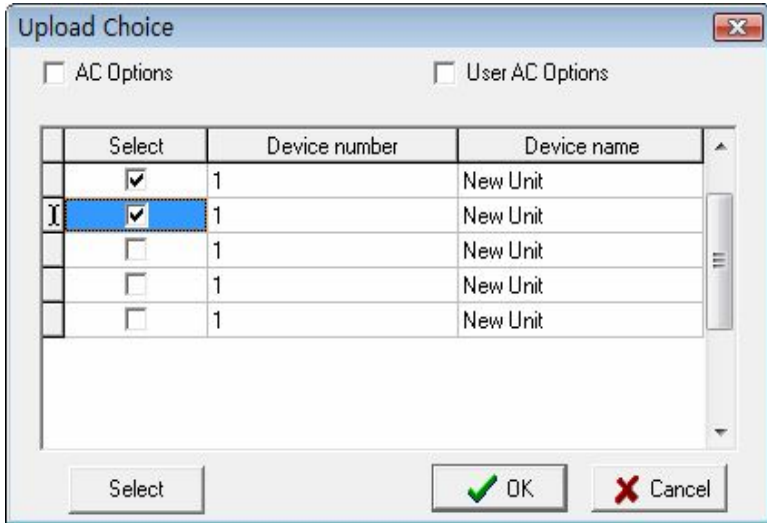 Upload Choice
AC Options User AC Options
Select Device number Device name
1 New Unit
1 New Unit
1 New Unit
1 New Unit
1 New Unit
Select OK Cancel